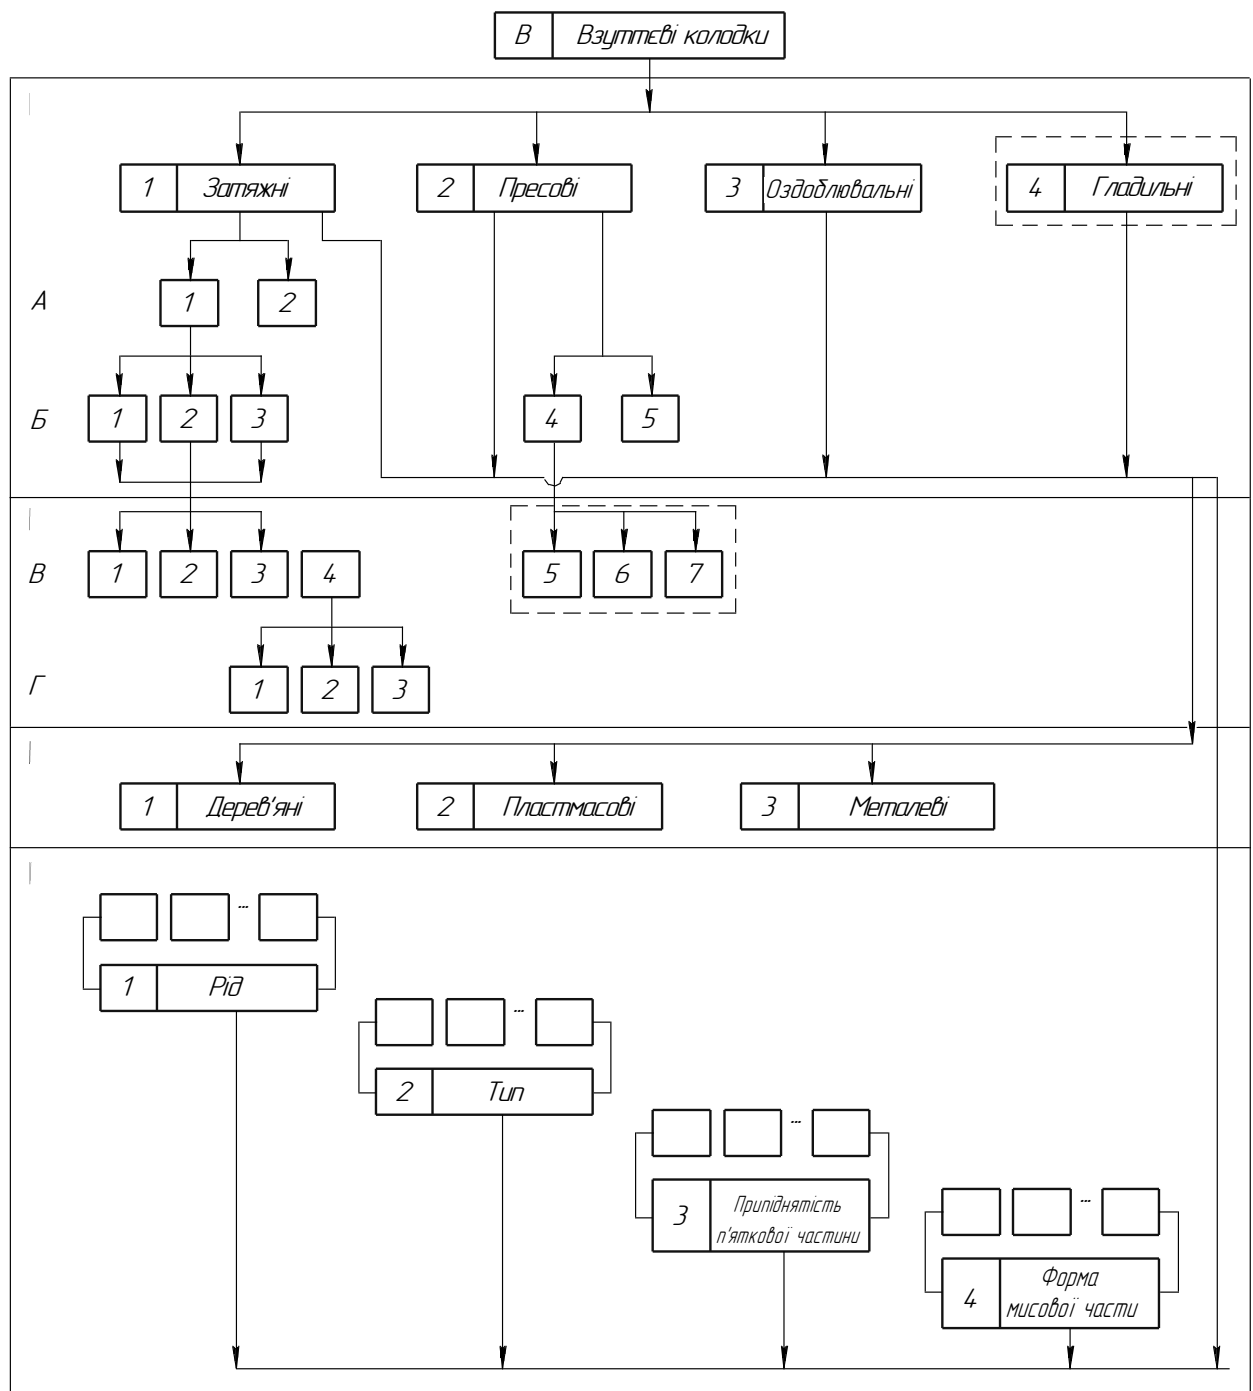 В Взуттєві колодки
1 Затяжні 2 Пресові 3 Оздоблювальні 4 Гладильні
А 1 2
Б 1 2 3 4 5
В 1 2 3 4 5 6 7
Г 1 2 3
1 Дерев'яні 2 Пластмасові 3 Металеві
...
1 Рід
...
2 Тип
...
3 Припіднятість
п'яткової частини
...
4 Форма
мисової части